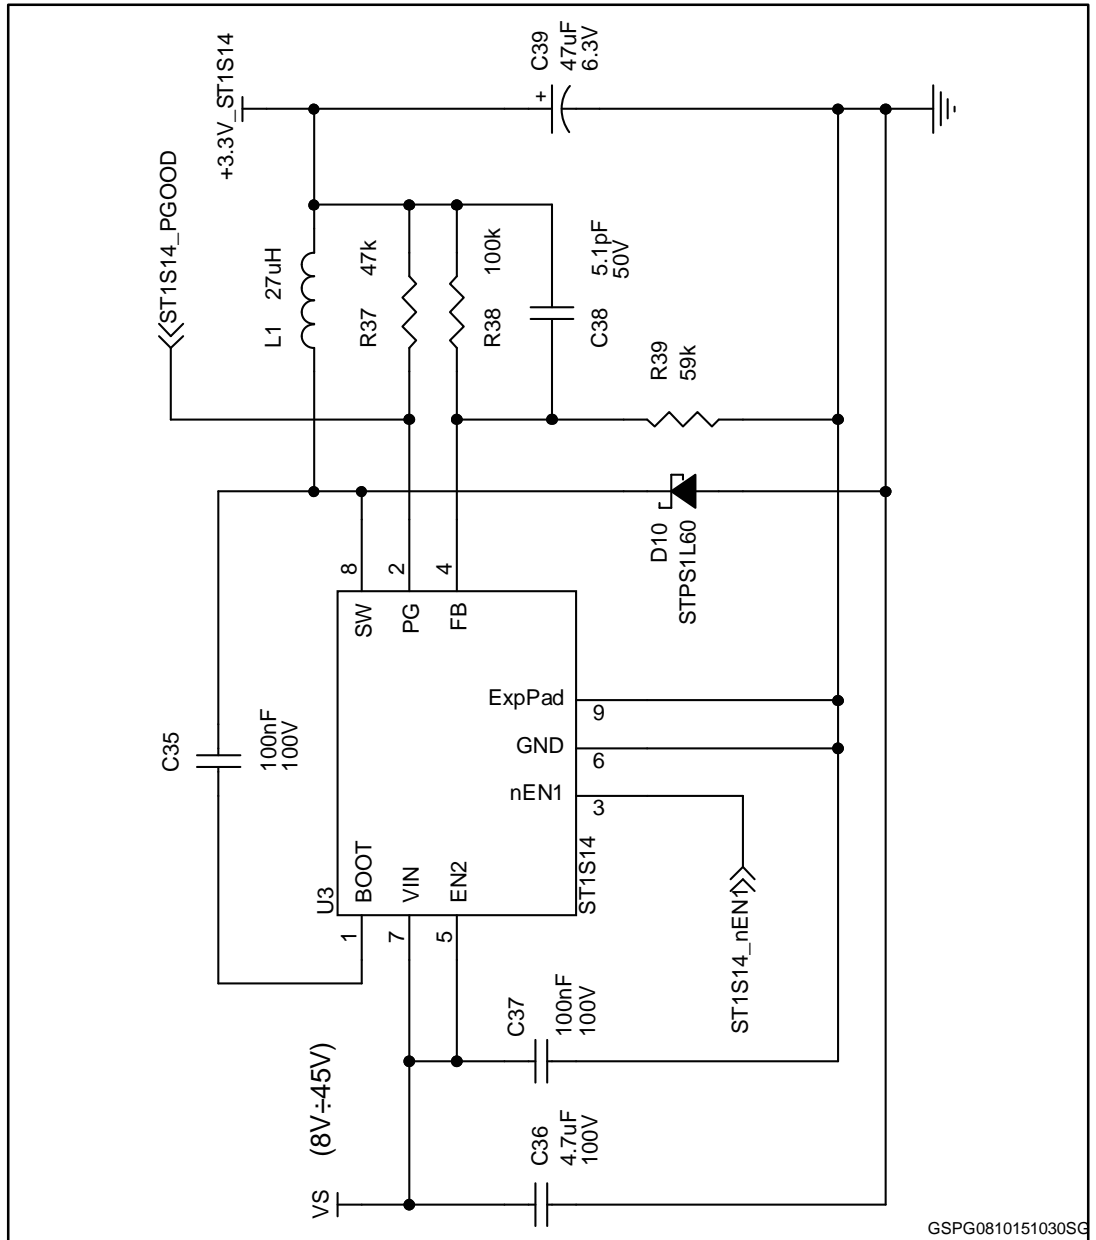 +3.3V_ST1S14
C39
47uF
6.3V
ST1S14_PGOOD
L1 27uH
R37 47k
R38 100k
C38
5.1pF
50V
R39
59k
D10
STPS1L60
C35
100nF
100V
8
2
4
SW
PG
FB
ExpPad
9
GND
6
nEN1
3
U3
BOOT
VIN
EN2
ST1S14
1
7
5
ST1S14_nEN1
C37
100nF
100V
VS (8V÷45V)
C36
4.7uF
100V
GSPG0810151030SG